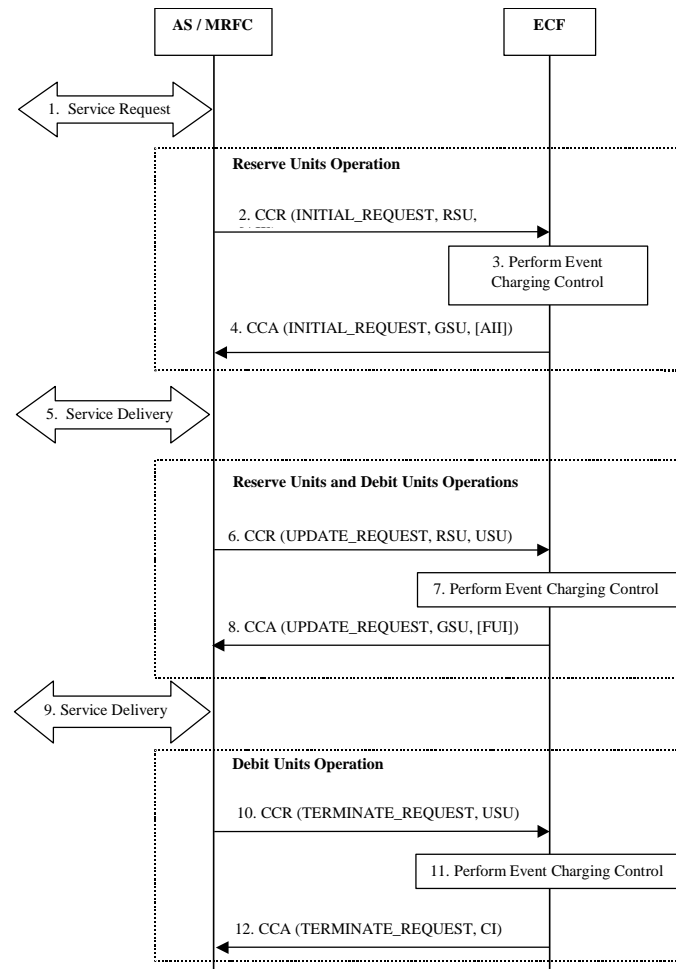 AS / MRFC
ECF
1. Service Request
Reserve Units Operation
2. CCR (INITIAL_REQUEST, RSU,
3. Perform Event
Charging Control
4. CCA (INITIAL_REQUEST, GSU, [AII])
5. Service Delivery
Reserve Units and Debit Units Operations
6. CCR (UPDATE_REQUEST, RSU, USU)
7. Perform Event Charging Control
8. CCA (UPDATE_REQUEST, GSU, [FUI])
9. Service Delivery
Debit Units Operation
10. CCR (TERMINATE_REQUEST, USU)
11. Perform Event Charging Control
12. CCA (TERMINATE_REQUEST, CI)